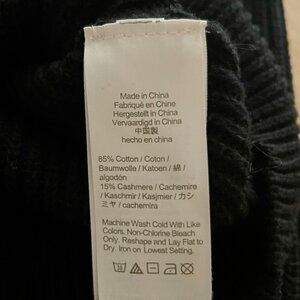 Made in China
Fabriqué en Chine
Hergestellt in China
Vervaardigd in China
中国製
hecho en china
85% Cotton / Coton /
Baumwolle / Katoen / 綿 /
algodón
15% Cashmere / Cachemire
/ Kaschmir / Kasjmier / カシ
ミヤ / cachemira
Machine Wash Cold With Like
Colors. Non-Chlorine Bleach
Only. Reshape and Lay Flat to
Dry. Iron on Lowest Setting.